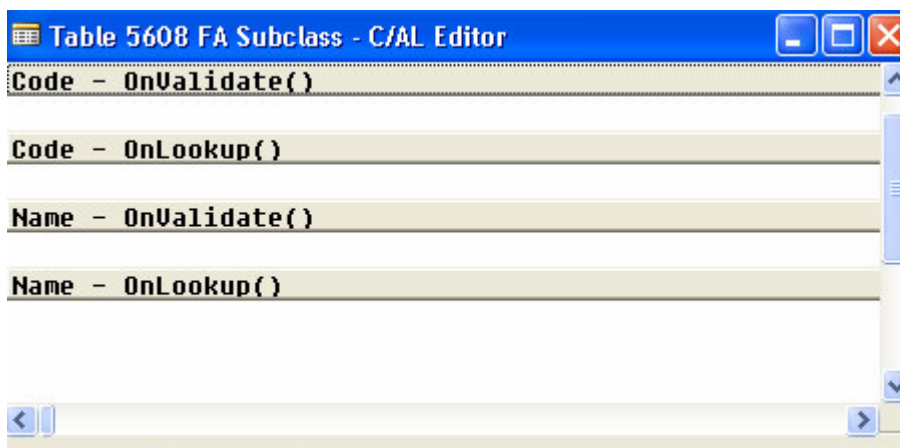 Table 5608 FA Subclass - C/AL Editor
Code - OnValidate()
Code - OnLookup()
Name - OnValidate()
Name - OnLookup()